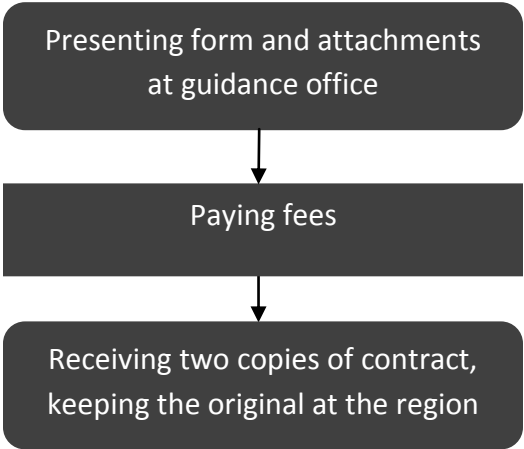 Presenting form and attachments
at guidance office
Paying fees
Receiving two copies of contract,
keeping the original at the region